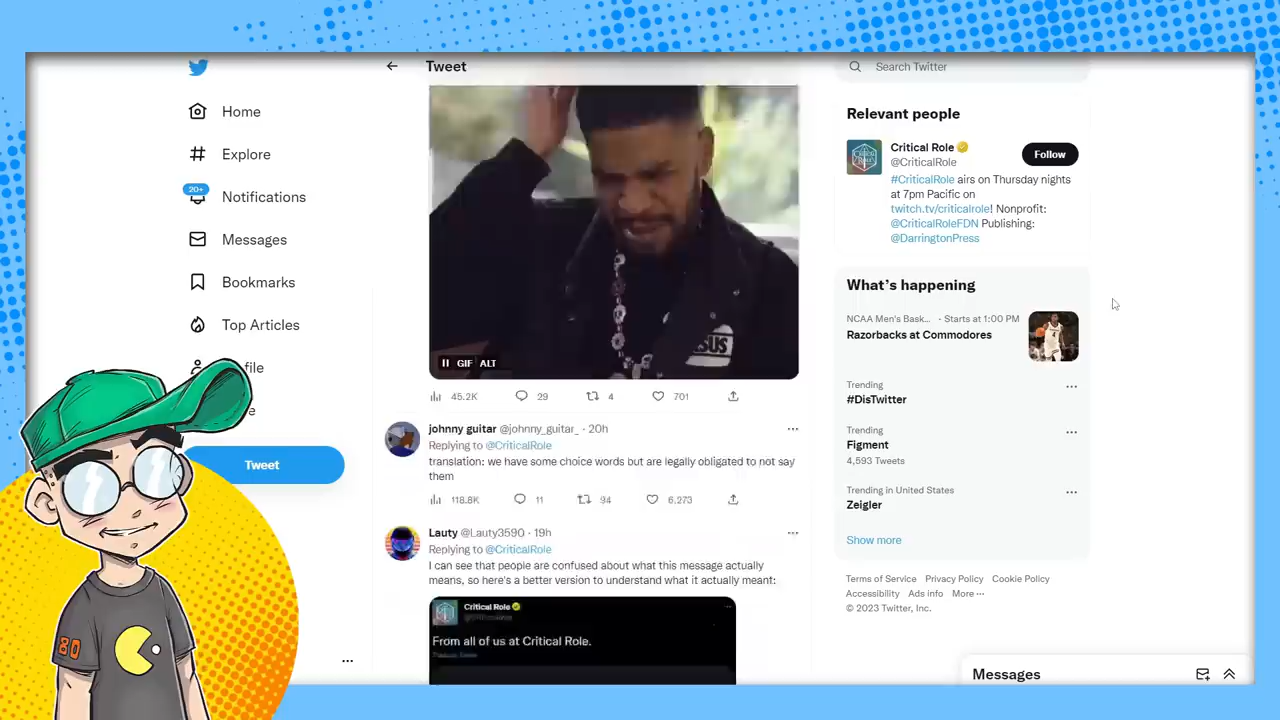 Home
Explore
20+
Notifications
Messages
Bookmarks
Top Articles
file
e
Tweet
80
Tweet
SUS
GIF ALT
45.2K 29 4 701
johnny guitar @johnny_guitar_ · 20h
Replying to @CriticalRole
translation: we have some choice words but are legally obligated to not say
them
118.8K 11 94 6,273
Lauty @Lauty3590 · 19h
Replying to @CriticalRole
I can see that people are confused about what this message actually
means, so here's a better version to understand what it actually meant:
Critical Role
From all of us at Critical Role.
Search Twitter
Relevant people
Critical Role
@CriticalRole
Follow
#CriticalRole airs on Thursday nights
at 7pm Pacific on
twitch.tv/criticalrole! Nonprofit:
@CriticalRoleFDN Publishing:
@DarringtonPress
What's happening
NCAA Men's Bask... · Starts at 1:00 PM
Razorbacks at Commodores
Trending
#DisTwitter
Trending
Figment
4,593 Tweets
Trending in United States
Zeigler
Show more
Terms of Service Privacy Policy Cookie Policy
Accessibility Ads info More ···
© 2023 Twitter, Inc.
Messages